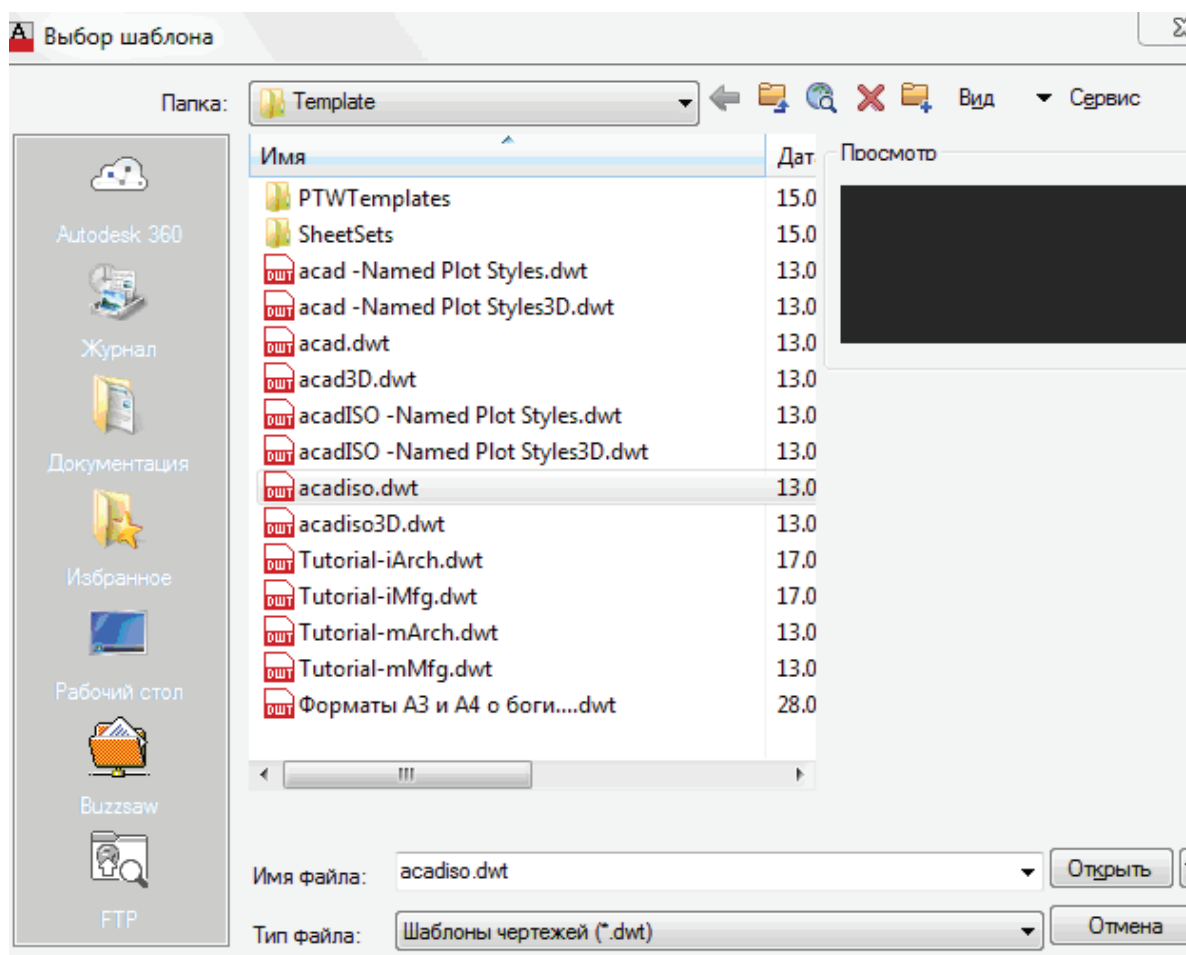 Выбор шаблона
Папка: Template Вид Сервис
Имя Дат Просмотр
Autodesk 360
Журнал
Документация
Избранное
Рабочий стол
Buzzsaw
FTP
PTWTemplates 15.0
SheetSets 15.0
acad -Named Plot Styles.dwt 13.0
acad -Named Plot Styles3D.dwt 13.0
acad.dwt 13.0
acad3D.dwt 13.0
acadISO -Named Plot Styles.dwt 13.0
acadISO -Named Plot Styles3D.dwt 13.0
acadiso.dwt 13.0
acadiso3D.dwt 13.0
Tutorial-iArch.dwt 17.0
Tutorial-iMfg.dwt 17.0
Tutorial-mArch.dwt 13.0
Tutorial-mMfg.dwt 13.0
Форматы А3 и А4 о боги....dwt 28.0
Имя файла: acadiso.dwt Открыть
Тип файла: Шаблоны чертежей (*.dwt) Отмена